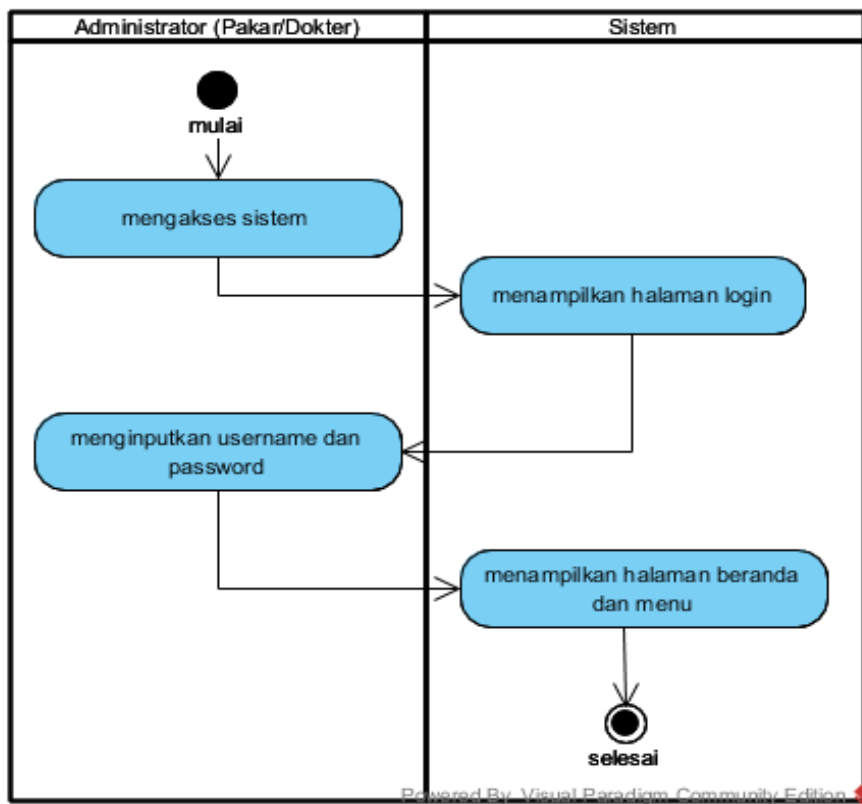 Administrator (Pakar/Dokter)
Sistem
mulai
mengakses sistem
menampilkan halaman login
menginputkan username dan
password
menampilkan halaman beranda
dan menu
selesai
Powered By Visual Paradigm Community Edition